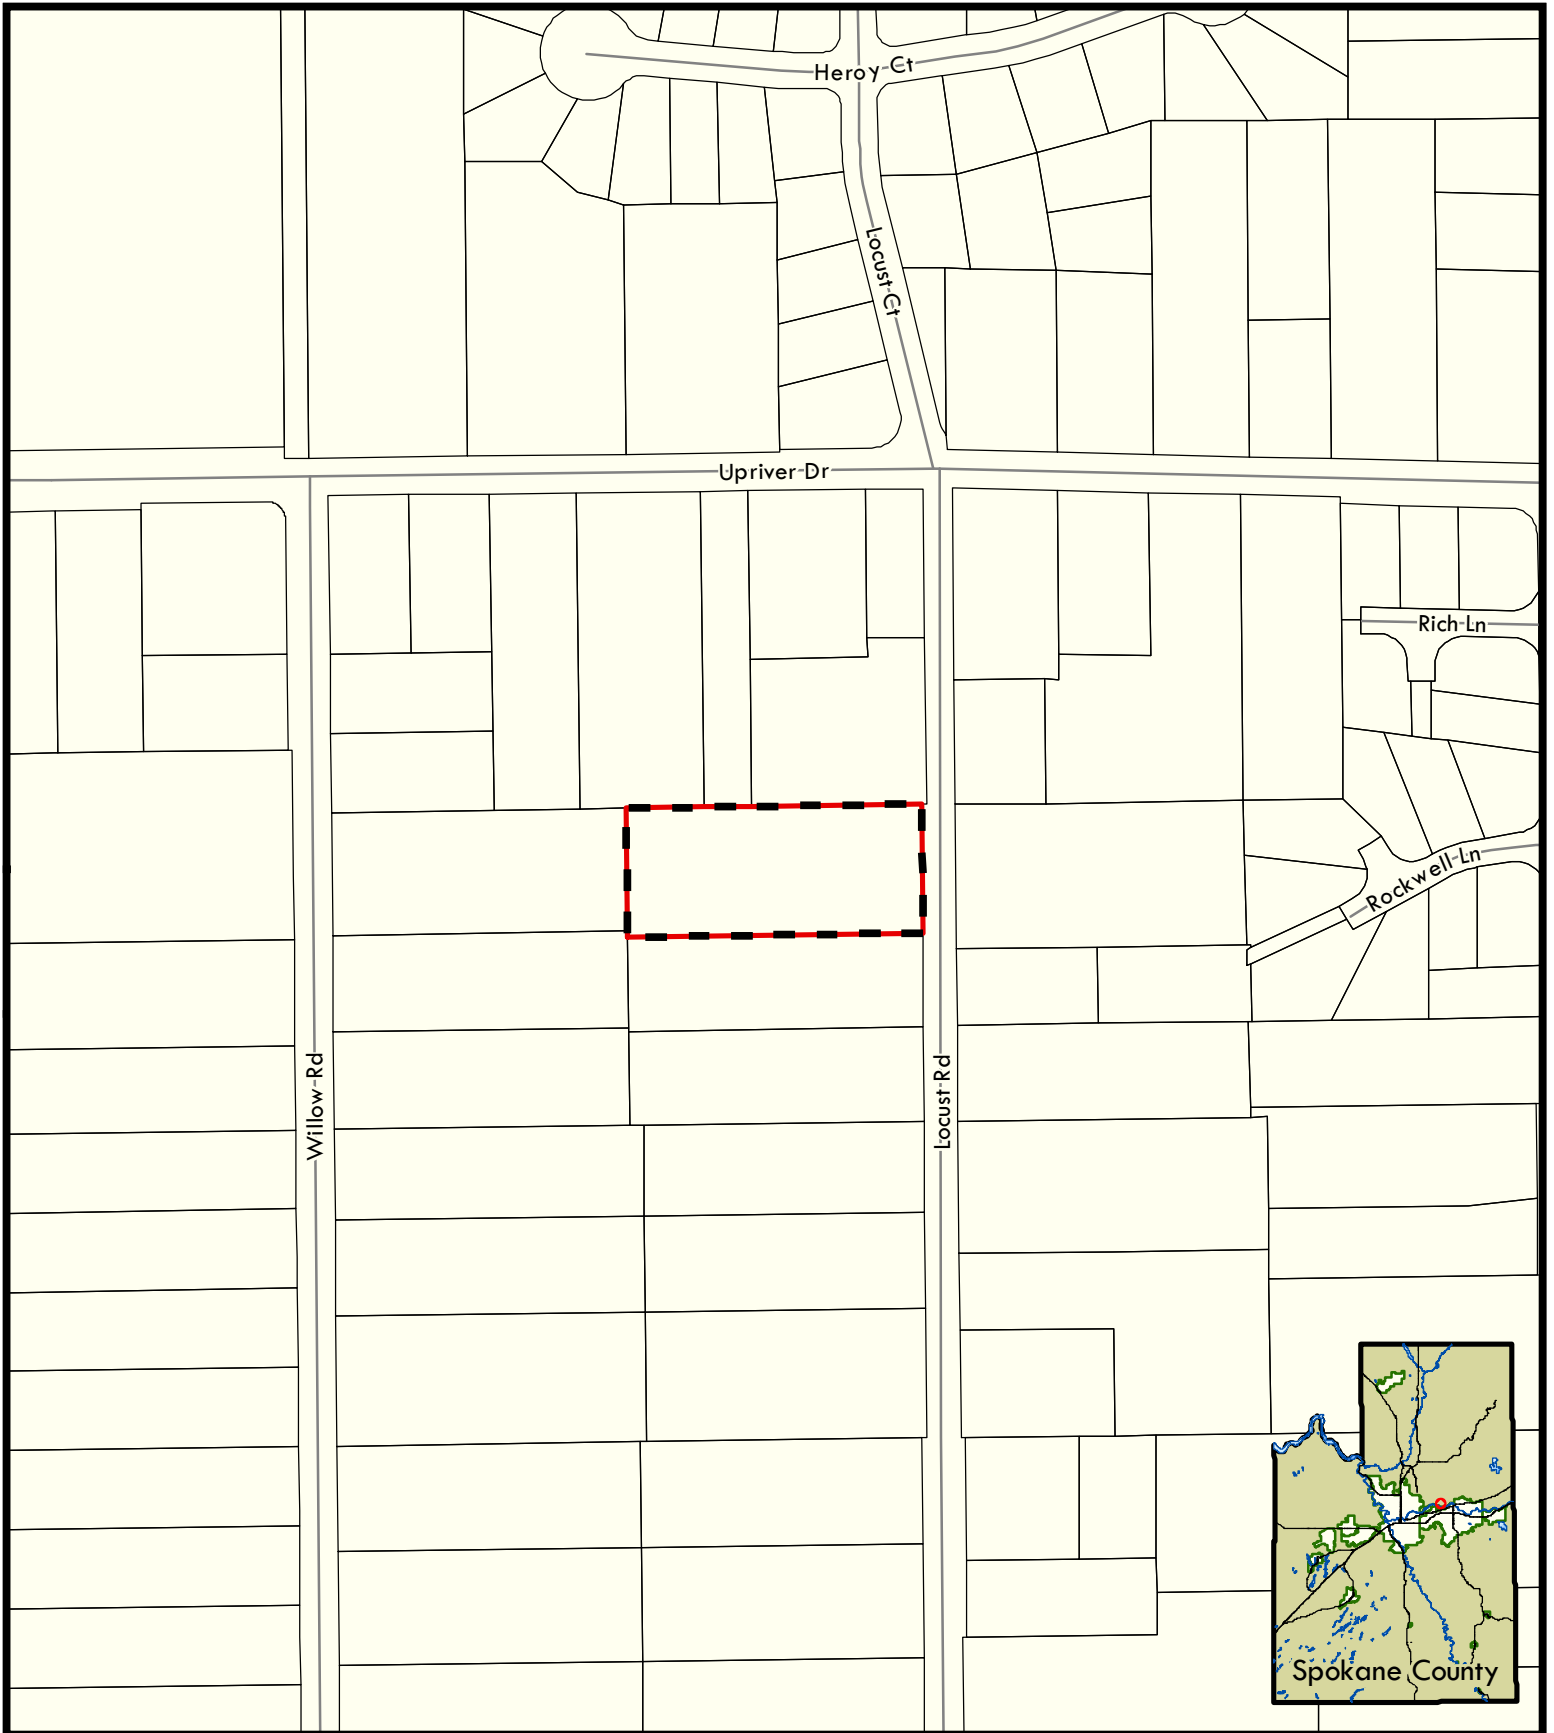 Heroy Ct
Locust Ct
Upriver Dr
Rich Ln
Rockwell Ln
Willow Rd
Locust Rd
Spokane County